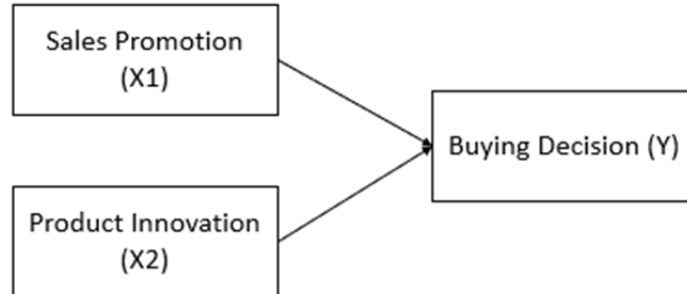 Sales Promotion
(X1)
Buying Decision (Y)
Product Innovation
(X2)